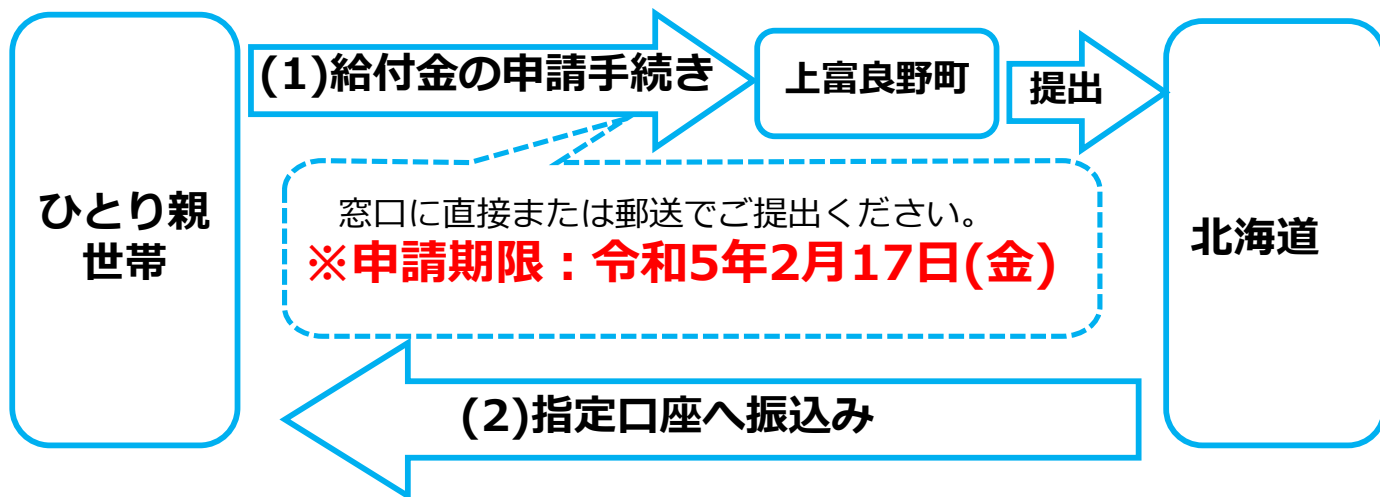 ひとり親
世帯
(1)給付金の申請手続き
上富良野町
提出
北海道
窓口に直接または郵送でご提出ください。
※申請期限：令和5年2月17日(金)
(2)指定口座へ振込み